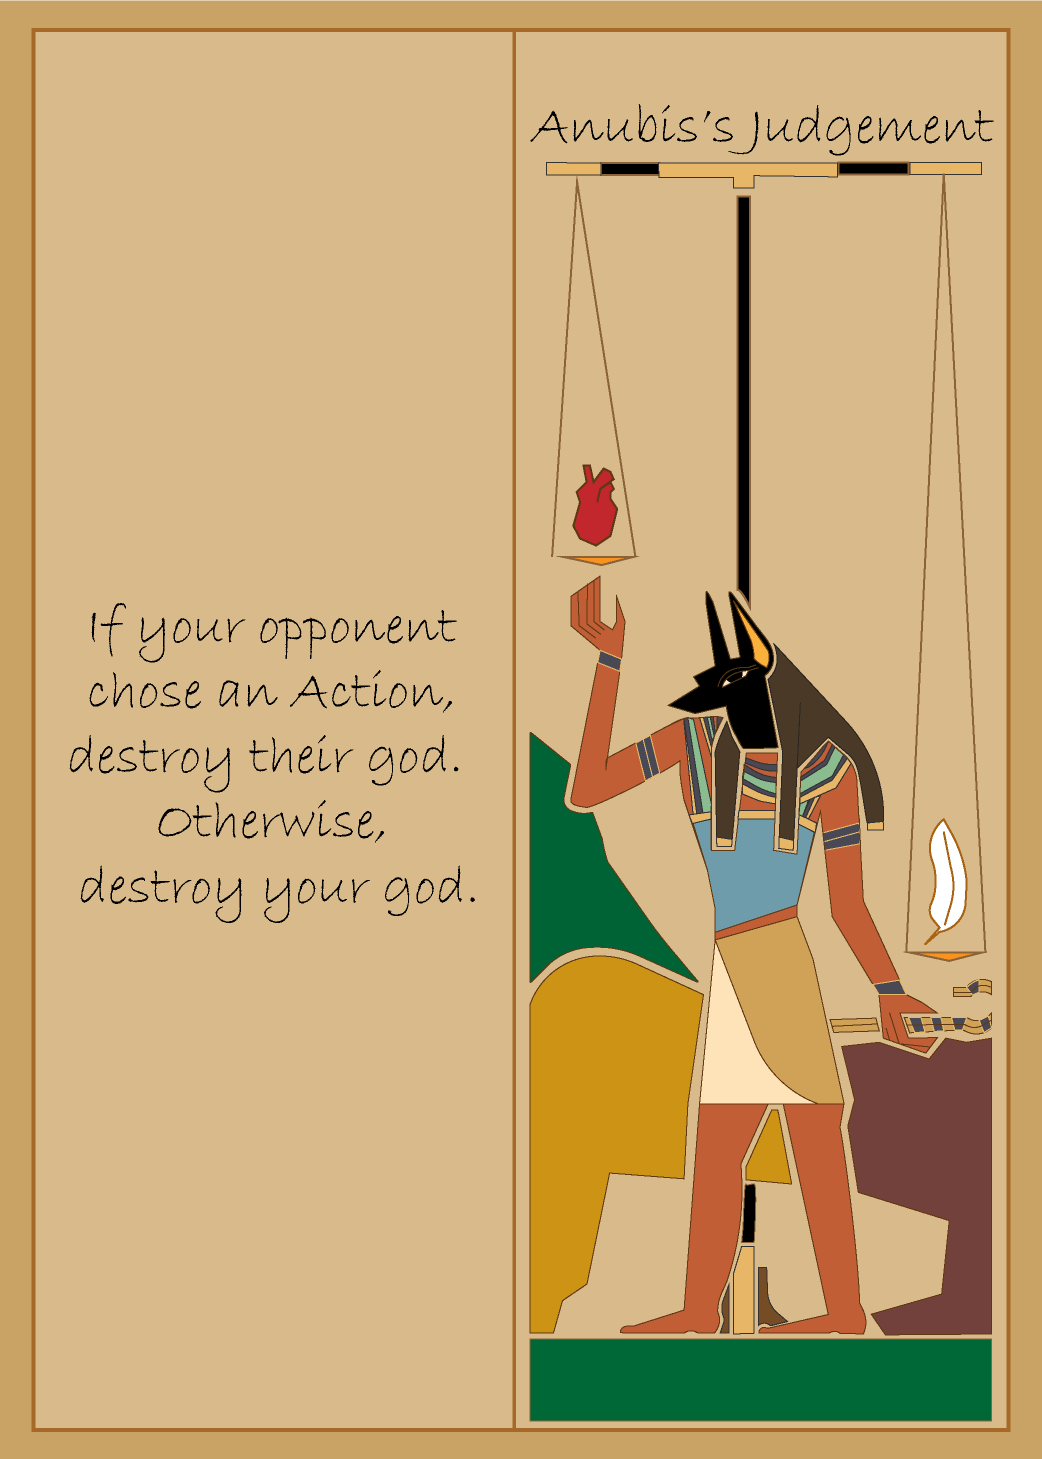 Anubis's Judgement
If your opponent
chose an Action,
destroy their god.
Otherwise,
destroy your god.